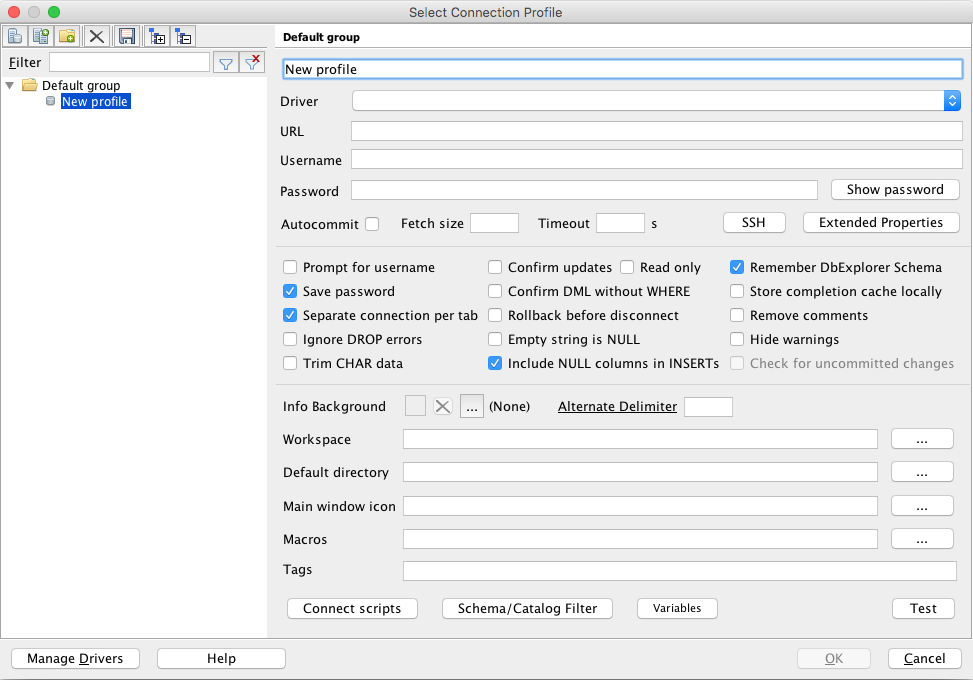 Select Connection Profile
Filter
Default group
New profile
Default group
New profile
Driver
URL
Username
Password Show password
Autocommit Fetch size Timeout s SSH Extended Properties
Prompt for username Confirm updates Read only Remember DbExplorer Schema
Save password Confirm DML without WHERE Store completion cache locally
Separate connection per tab Rollback before disconnect Remove comments
Ignore DROP errors Empty string is NULL Hide warnings
Trim CHAR data Include NULL columns in INSERTs Check for uncommitted changes
Info Background ... (None) Alternate Delimiter
Workspace ...
Default directory ...
Main window icon ...
Macros ...
Tags
Connect scripts Schema/Catalog Filter Variables Test
Manage Drivers Help OK Cancel